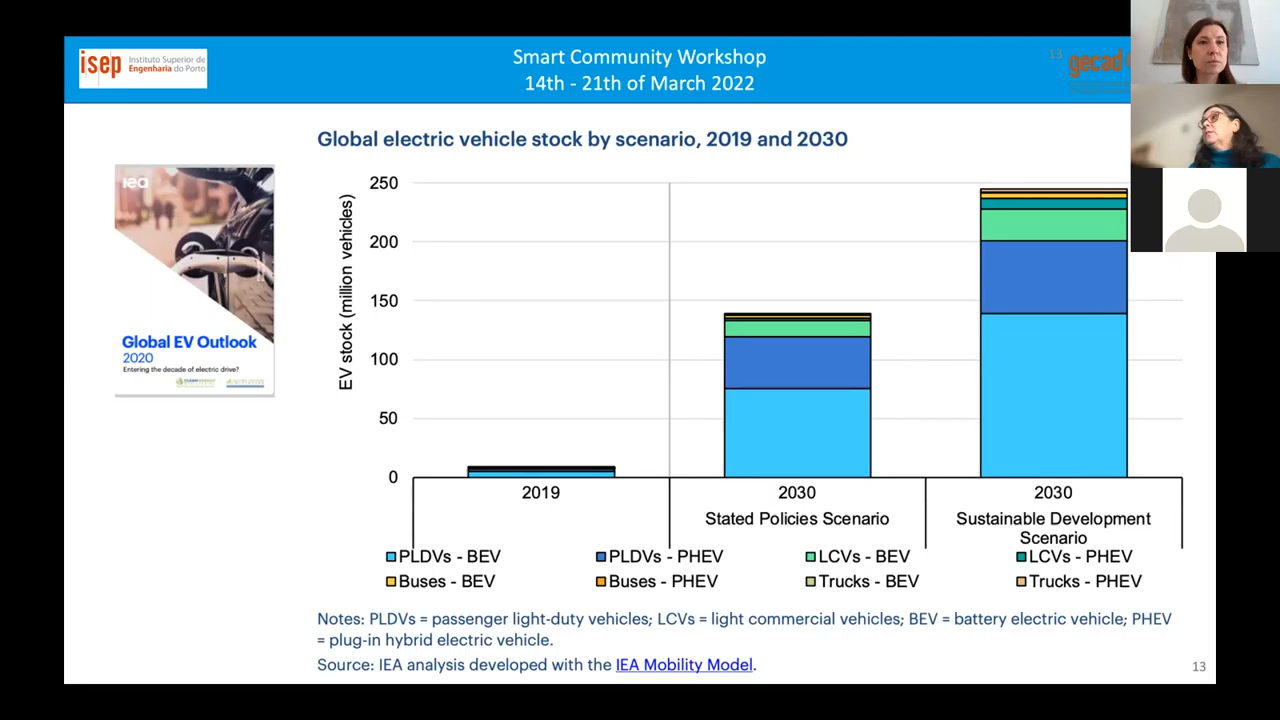 isep Instituto Superior de
Engenharia do Porto
Smart Community Workshop
14th - 21th of March 2022
13
gecad
Global electric vehicle stock by scenario, 2019 and 2030
iea
Global EV Outlook
2020
Entering the decade of electric drive?
EV stock (million vehicles)
250
200
150
100
50
0
2019
2030
2030
Stated Policies Scenario
Sustainable Development
Scenario
PLDVs - BEV
PLDVs - PHEV
LCVs - BEV
LCVs - PHEV
Buses - BEV
Buses - PHEV
Trucks - BEV
Trucks - PHEV
Notes: PLDVs = passenger light-duty vehicles; LCVs = light commercial vehicles; BEV = battery electric vehicle; PHEV
= plug-in hybrid electric vehicle.
Source: IEA analysis developed with the IEA Mobility Model.
13